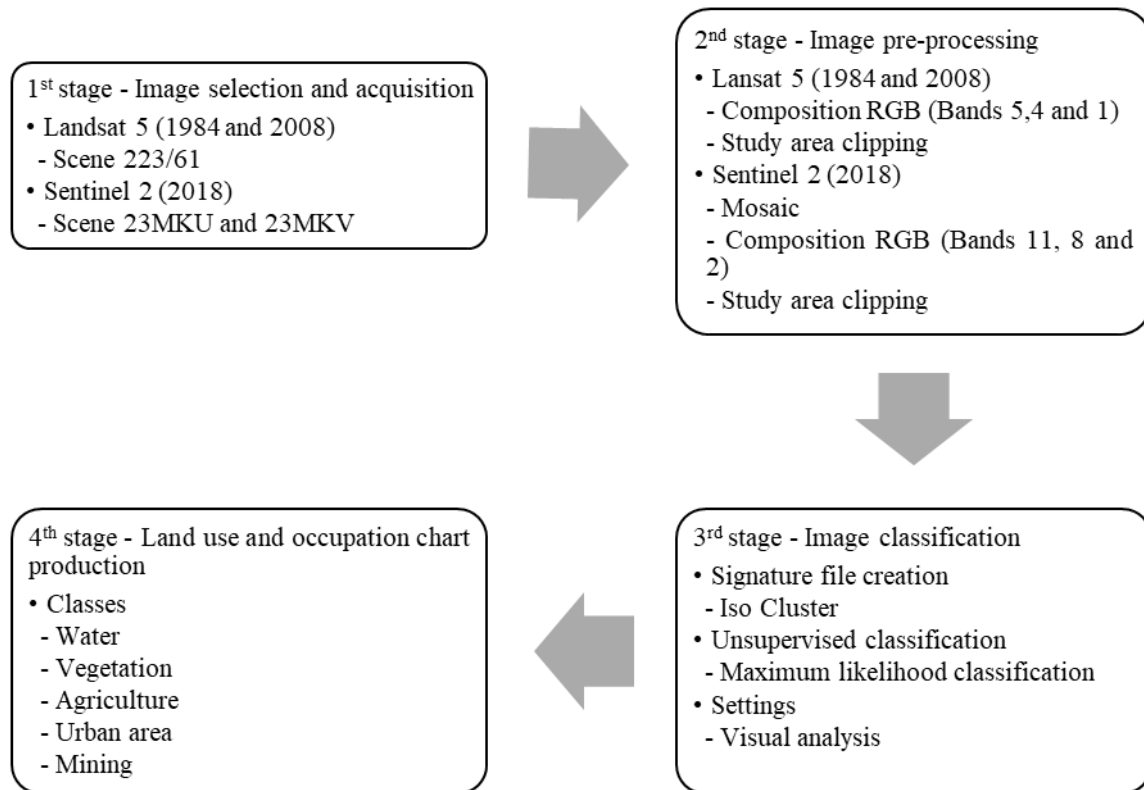 1st stage - Image selection and acquisition
• Landsat 5 (1984 and 2008)
- Scene 223/61
• Sentinel 2 (2018)
- Scene 23MKU and 23MKV
2nd stage - Image pre-processing
• Lansat 5 (1984 and 2008)
- Composition RGB (Bands 5,4 and 1)
- Study area clipping
• Sentinel 2 (2018)
- Mosaic
- Composition RGB (Bands 11, 8 and
2)
- Study area clipping
3rd stage - Image classification
• Signature file creation
- Iso Cluster
• Unsupervised classification
- Maximum likelihood classification
• Settings
- Visual analysis
4th stage - Land use and occupation chart
production
• Classes
- Water
- Vegetation
- Agriculture
- Urban area
- Mining